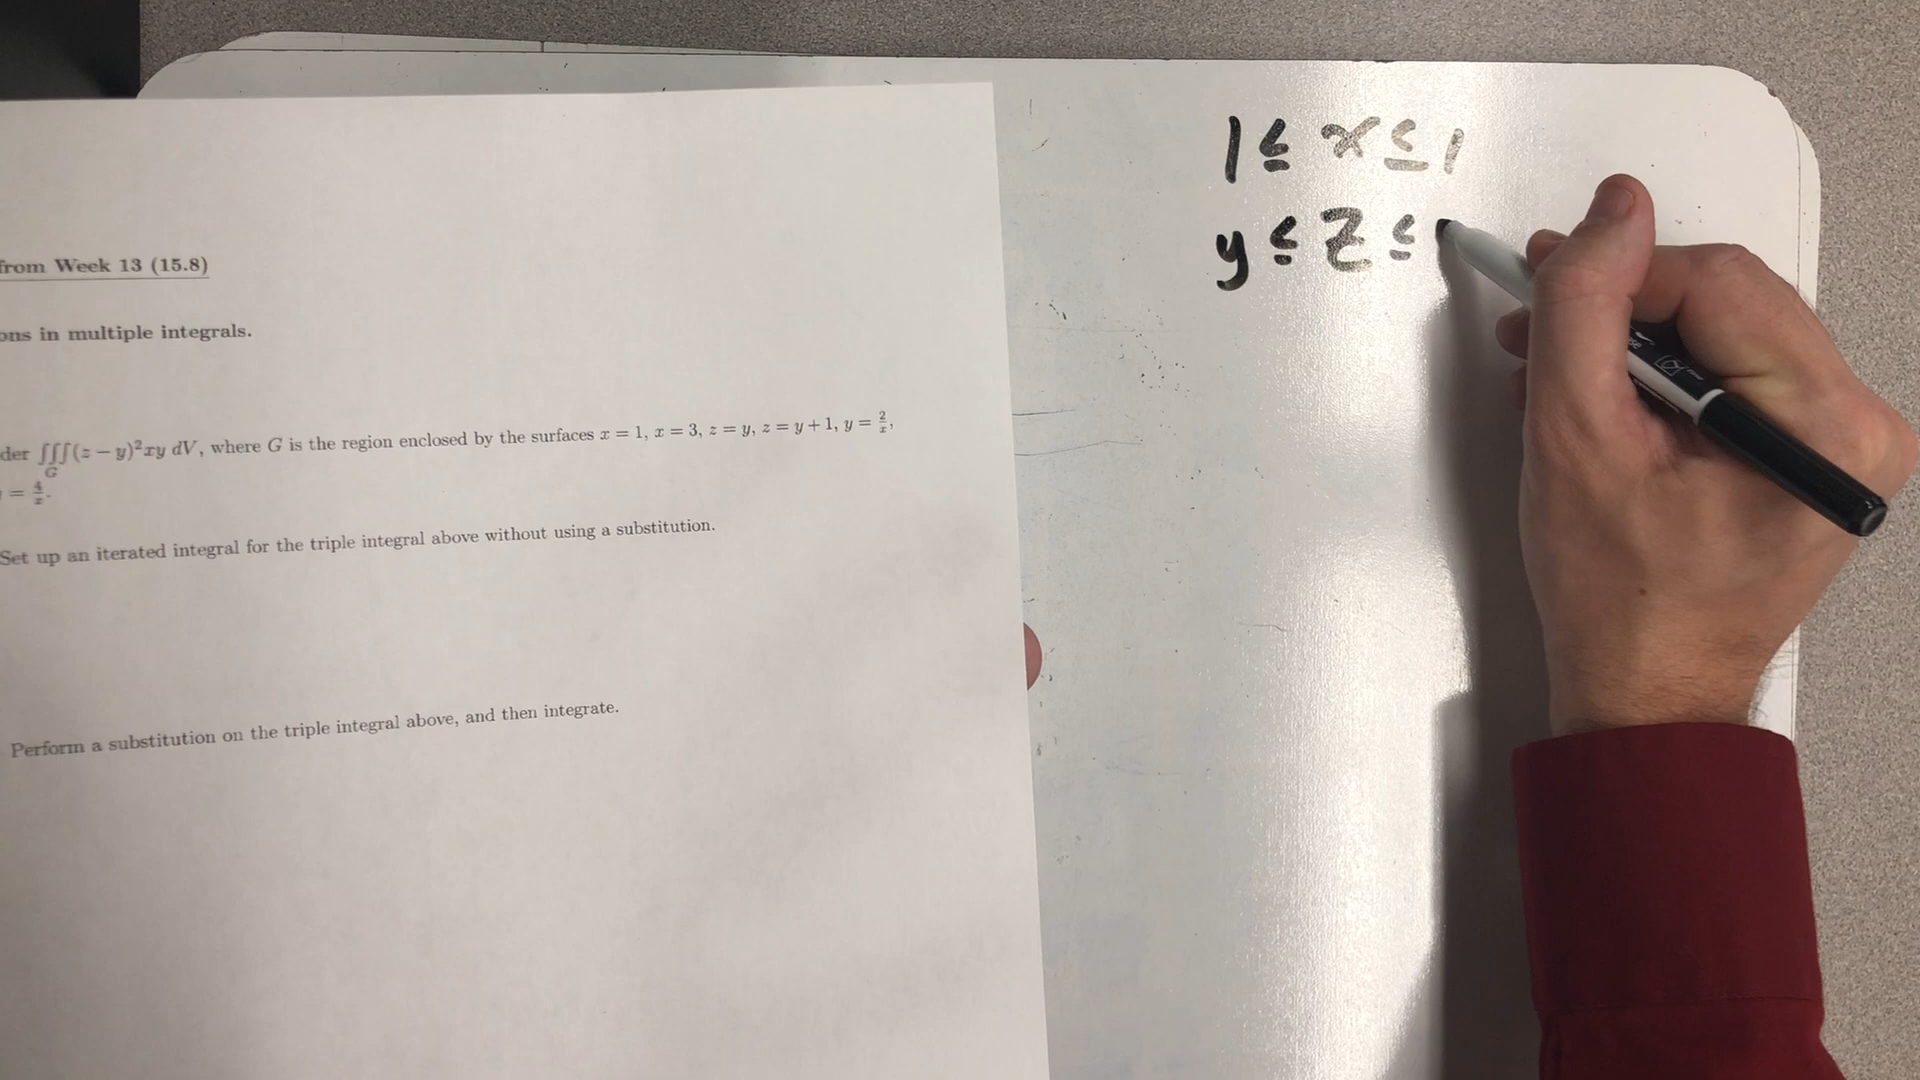 from Week 13 (15.8)
ons in multiple integrals.
der ∭(z − y)²xy dV, where G is the region enclosed by the surfaces x = 1, x = 3, z = y, z = y + 1, y = 2/x,
G
= 4/x.
Set up an iterated integral for the triple integral above without using a substitution.
Perform a substitution on the triple integral above, and then integrate.
1 ≤ x ≤ 1
y ≤ z ≤